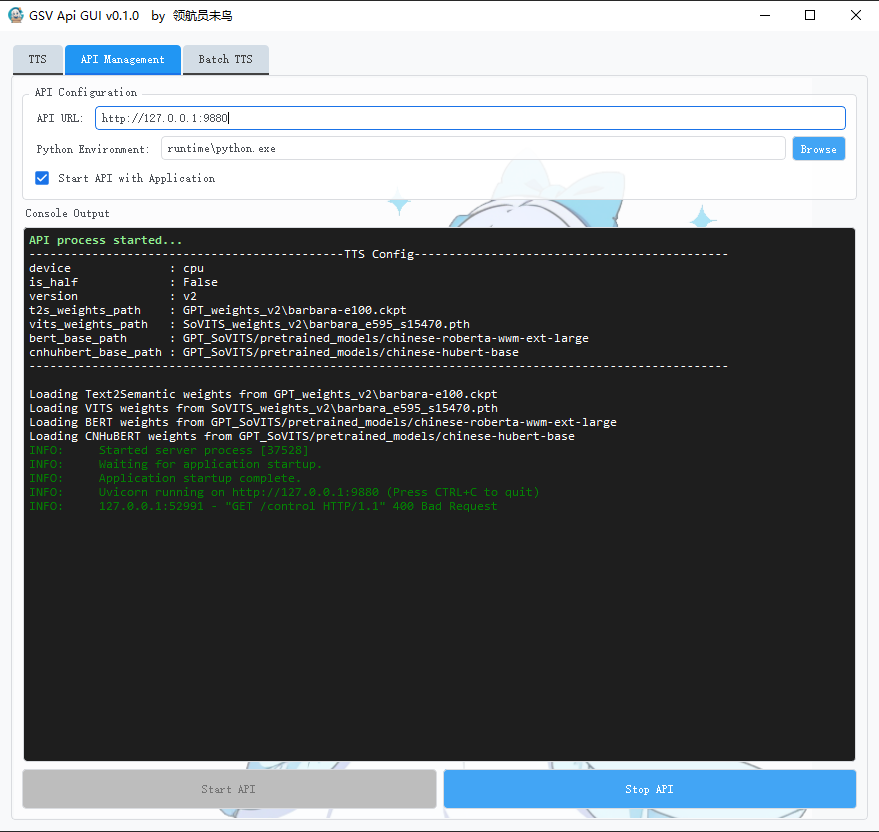 GSV Api GUI v0.1.0 by 领航员未鸟
TTS API Management Batch TTS
API Configuration
API URL: http://127.0.0.1:9880
Python Environment: runtime\python.exe Browse
Start API with Application
Console Output
API process started...
---------------------------------------------TTS Config---------------------------------------------
device : cpu
is_half : False
version : v2
t2s_weights_path : GPT_weights_v2\barbara-e100.ckpt
vits_weights_path : SoVITS_weights_v2\barbara_e595_s15470.pth
bert_base_path : GPT_SoVITS/pretrained_models/chinese-roberta-wwm-ext-large
cnhuhbert_base_path : GPT_SoVITS/pretrained_models/chinese-hubert-base
----------------------------------------------------------------------------------------------------
Loading Text2Semantic weights from GPT_weights_v2\barbara-e100.ckpt
Loading VITS weights from SoVITS_weights_v2\barbara_e595_s15470.pth
Loading BERT weights from GPT_SoVITS/pretrained_models/chinese-roberta-wwm-ext-large
Loading CNHuBERT weights from GPT_SoVITS/pretrained_models/chinese-hubert-base
INFO: Started server process [37528]
INFO: Waiting for application startup.
INFO: Application startup complete.
INFO: Uvicorn running on http://127.0.0.1:9880 (Press CTRL+C to quit)
INFO: 127.0.0.1:52991 - "GET /control HTTP/1.1" 400 Bad Request
Start API Stop API